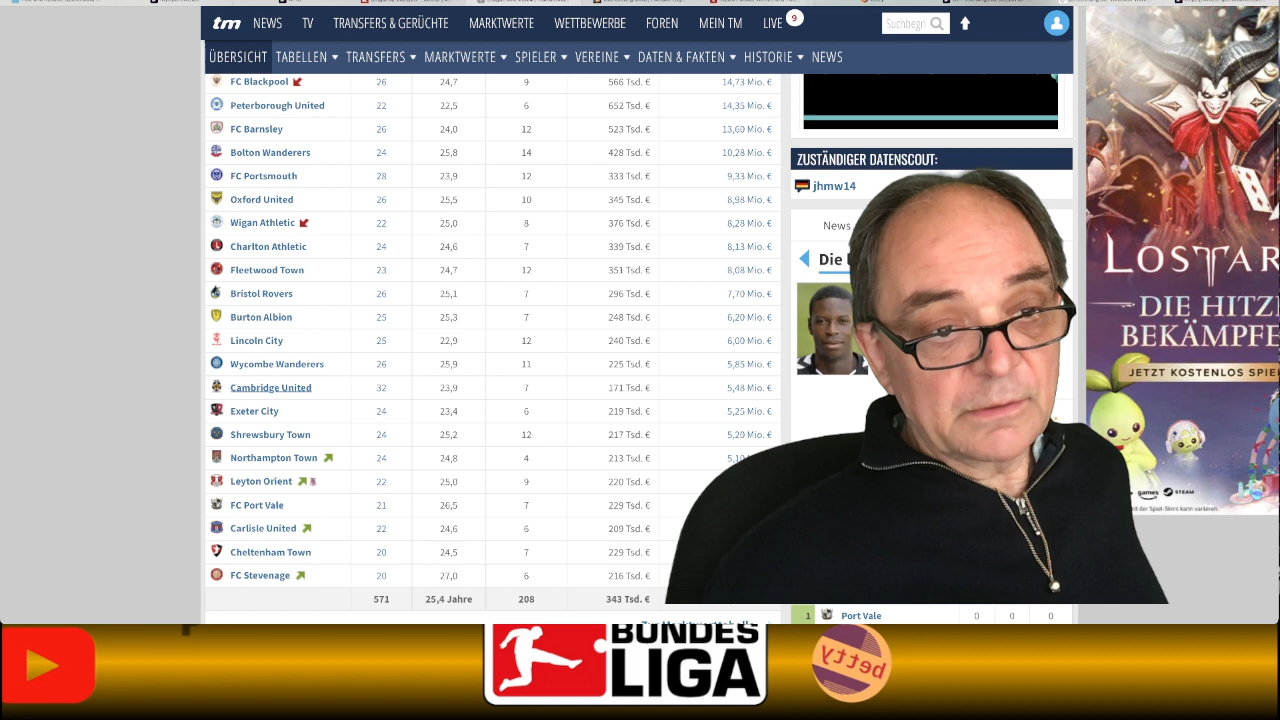 tm NEWS TV TRANSFERS & GERÜCHTE MARKTWERTE WETTBEWERBE FOREN MEIN TM LIVE 9 Suchbegri
ÜBERSICHT TABELLEN TRANSFERS MARKTWERTE SPIELER VEREINE DATEN & FAKTEN HISTORIE NEWS
FC Blackpool 26 24,7 9 566 Tsd. € 14,73 Mio. €
Peterborough United 22 22,5 6 652 Tsd. € 14,35 Mio. €
FC Barnsley 26 24,0 12 523 Tsd. € 13,60 Mio. €
Bolton Wanderers 24 25,8 14 428 Tsd. € 10,28 Mio. €
FC Portsmouth 28 23,9 12 333 Tsd. € 9,33 Mio. €
Oxford United 26 25,5 10 345 Tsd. € 8,98 Mio. €
Wigan Athletic 22 25,0 8 376 Tsd. € 8,28 Mio. €
Charlton Athletic 24 24,6 7 339 Tsd. € 8,13 Mio. €
Fleetwood Town 23 24,7 12 351 Tsd. € 8,08 Mio. €
Bristol Rovers 26 25,1 7 296 Tsd. € 7,70 Mio. €
Burton Albion 25 25,3 7 248 Tsd. € 6,20 Mio. €
Lincoln City 25 22,9 12 240 Tsd. € 6,00 Mio. €
Wycombe Wanderers 26 25,9 11 225 Tsd. € 5,85 Mio. €
Cambridge United 32 23,9 7 171 Tsd. € 5,48 Mio. €
Exeter City 24 23,4 6 219 Tsd. € 5,25 Mio. €
Shrewsbury Town 24 25,2 12 217 Tsd. € 5,20 Mio. €
Northampton Town 24 24,8 4 213 Tsd. € 5,10
Leyton Orient 22 25,0 9 220 Tsd. €
FC Port Vale 21 26,5 7 229 Tsd. €
Carlisle United 22 24,6 6 209 Tsd. €
Cheltenham Town 20 24,5 7 229 Tsd. €
FC Stevenage 20 27,0 6 216 Tsd. €
571 25,4 Jahre 208 343 Tsd. €
ZUSTÄNDIGER DATENSCOUT:
jhmw14
News
Die
1 Port Vale 0 0 0
LOST AR
DIE HITZ
BEKÄMPFE
JETZT KOSTENLOS SPIE
games STEAM
BUNDES
LIGA
betty